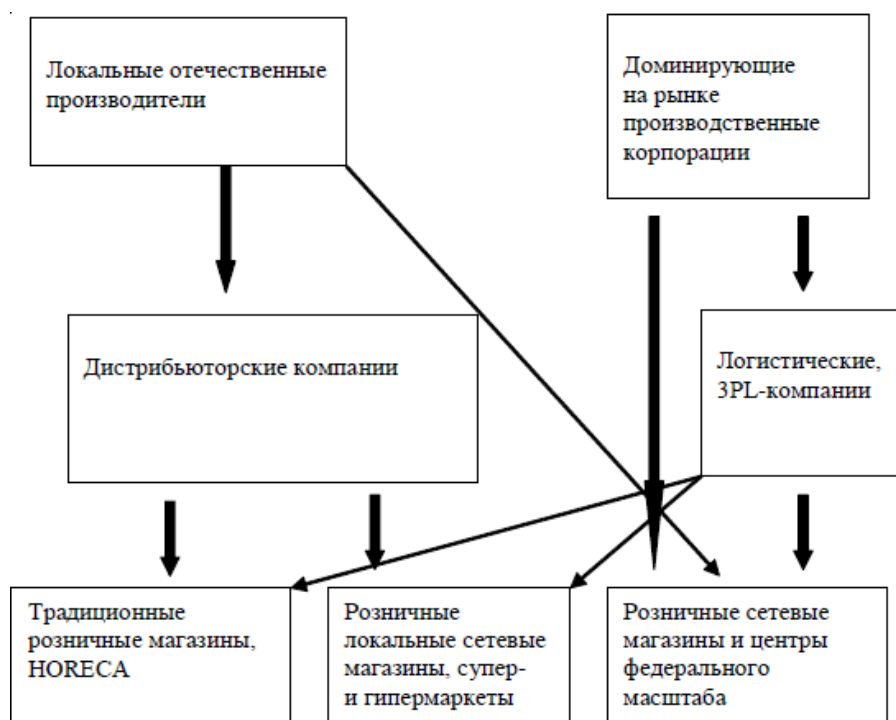 Локальные отечественные
производители
Доминирующие
на рынке
производственные
корпорации
Дистрибьюторские компании
Логистические,
3PL-компании
Традиционные
розничные магазины,
HORECA
Розничные
локальные сетевые
магазины, супер-
и гипермаркеты
Розничные сетевые
магазины и центры
федерального
масштаба